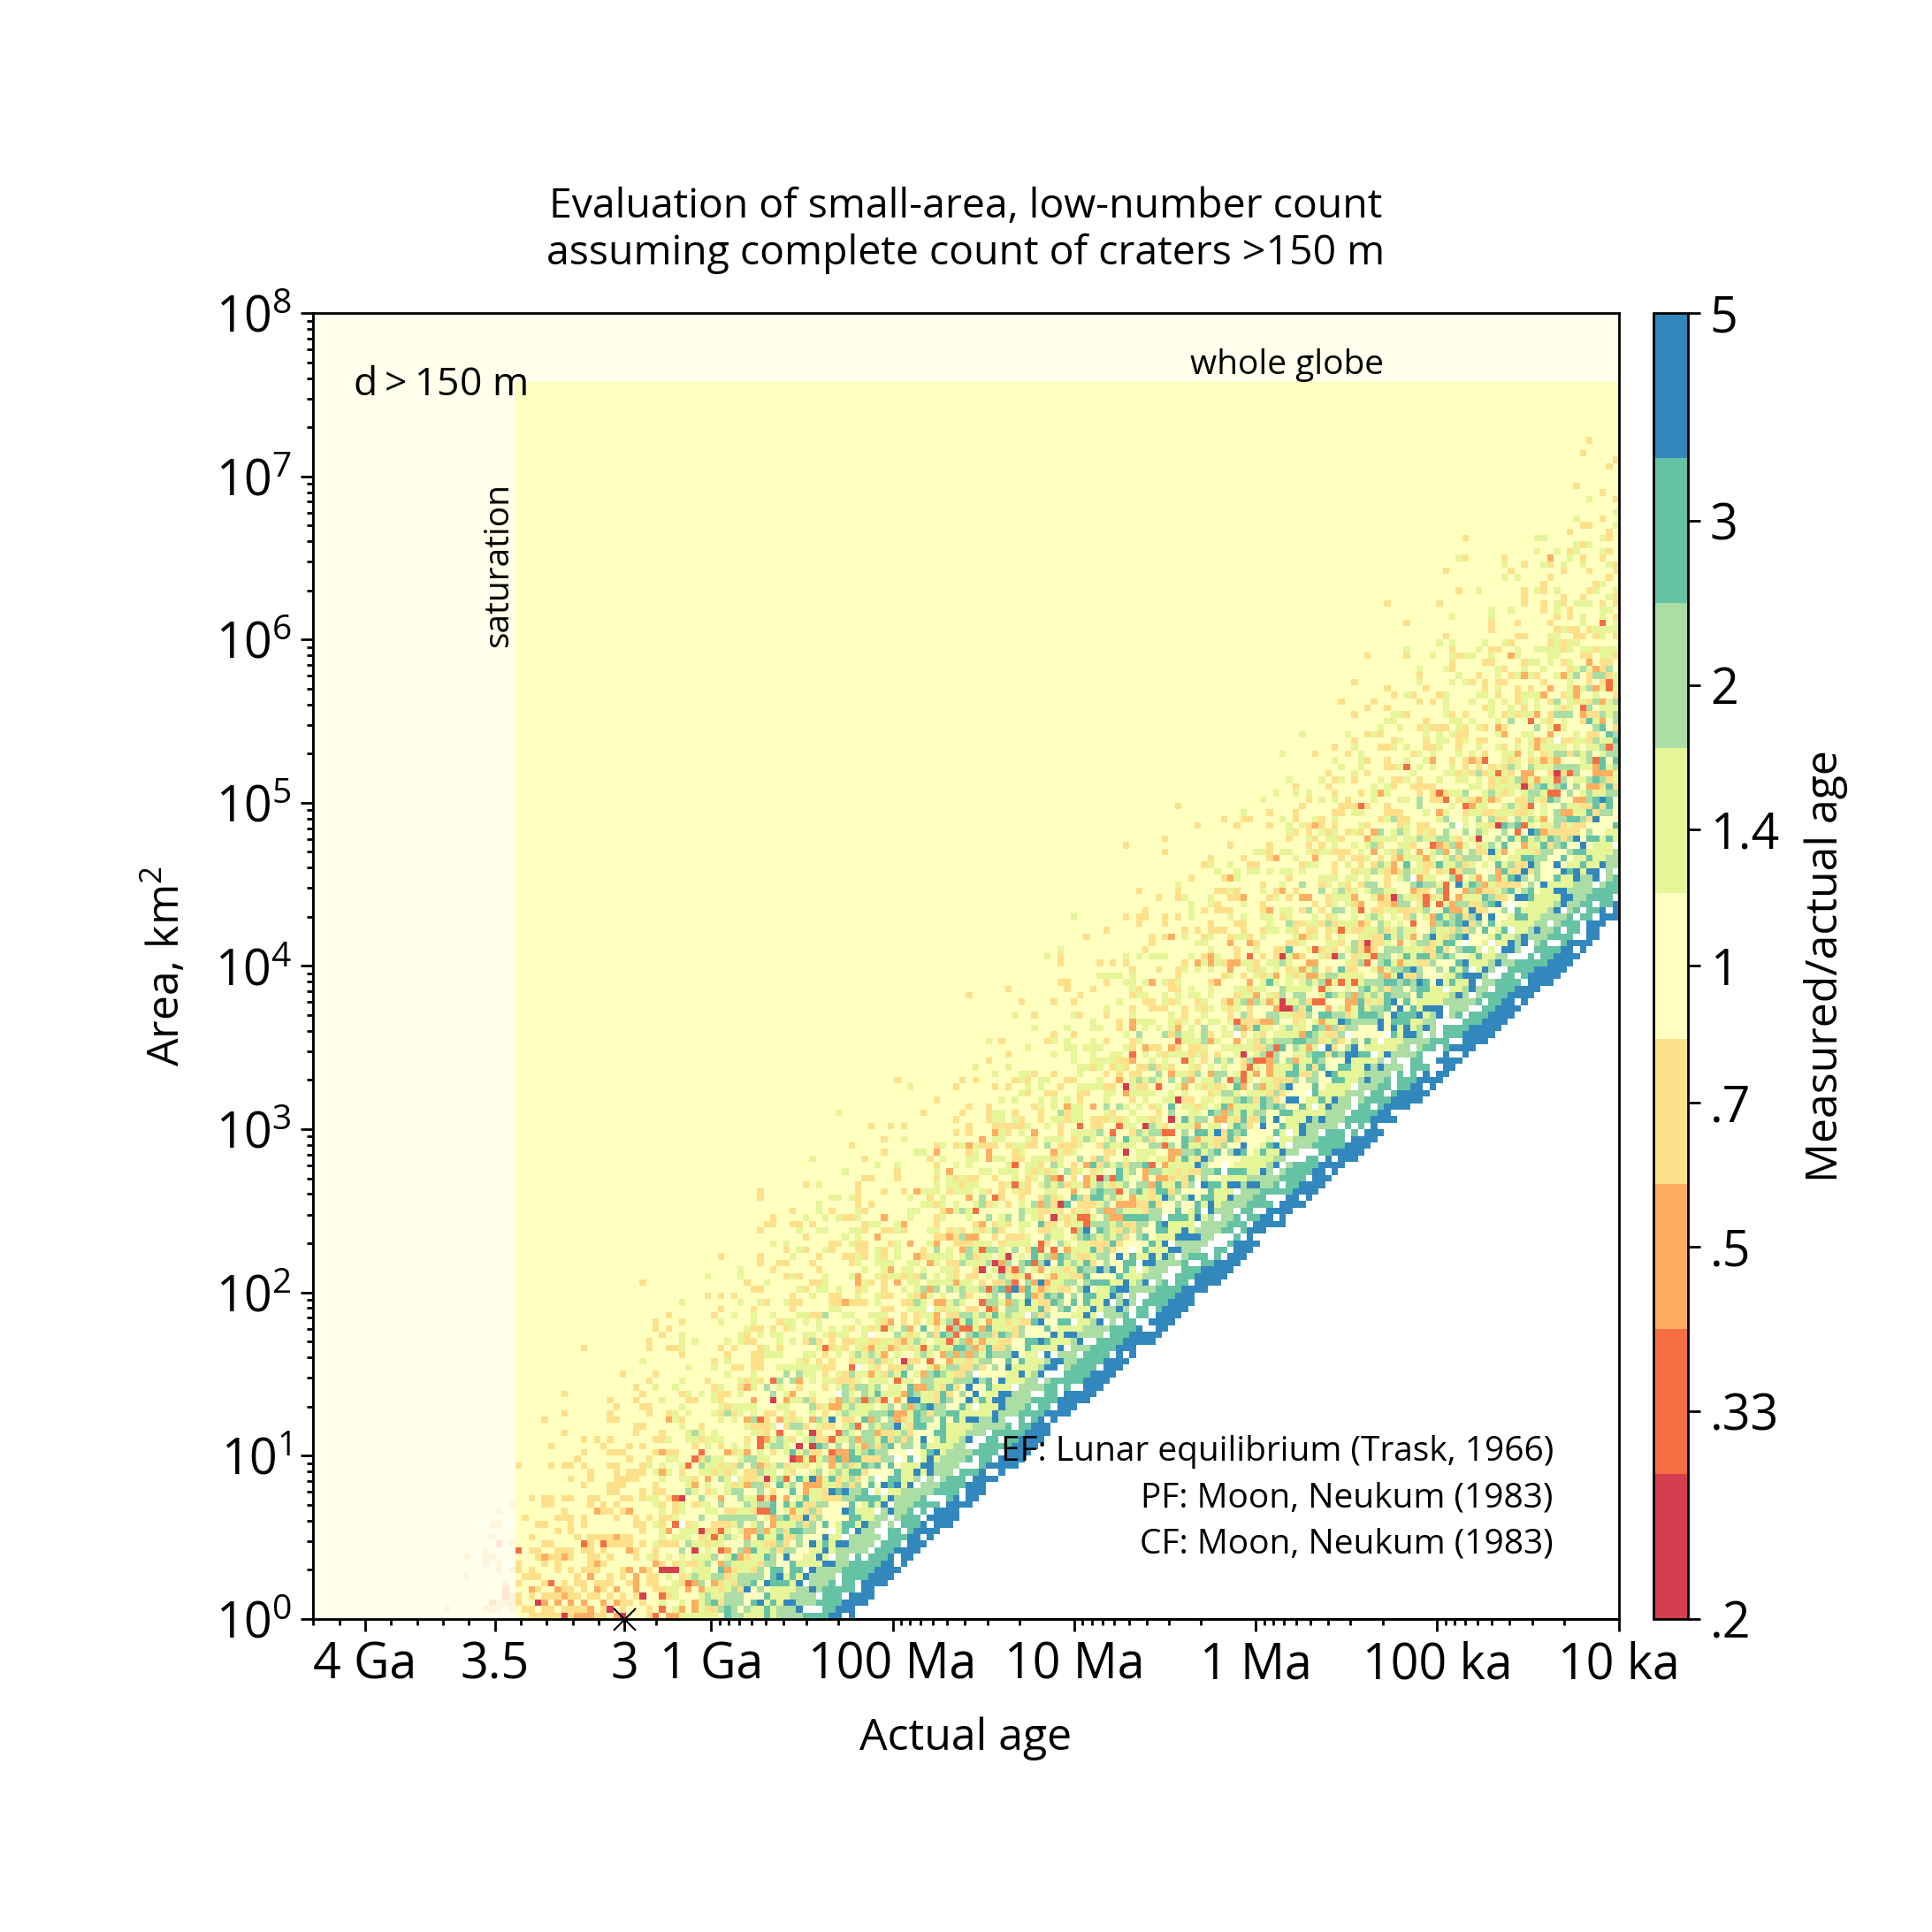 Evaluation of small-area, low-number count
assuming complete count of craters >150 m
10⁸
10⁷
10⁶
10⁵
10⁴
10³
10²
10¹
10⁰
Area, km²
d > 150 m
whole globe
saturation
EF: Lunar equilibrium (Trask, 1966)
PF: Moon, Neukum (1983)
CF: Moon, Neukum (1983)
4 Ga 3.5 3 1 Ga 100 Ma 10 Ma 1 Ma 100 ka 10 ka
Actual age
5
3
2
1.4
1
.7
.5
.33
.2
Measured/actual age